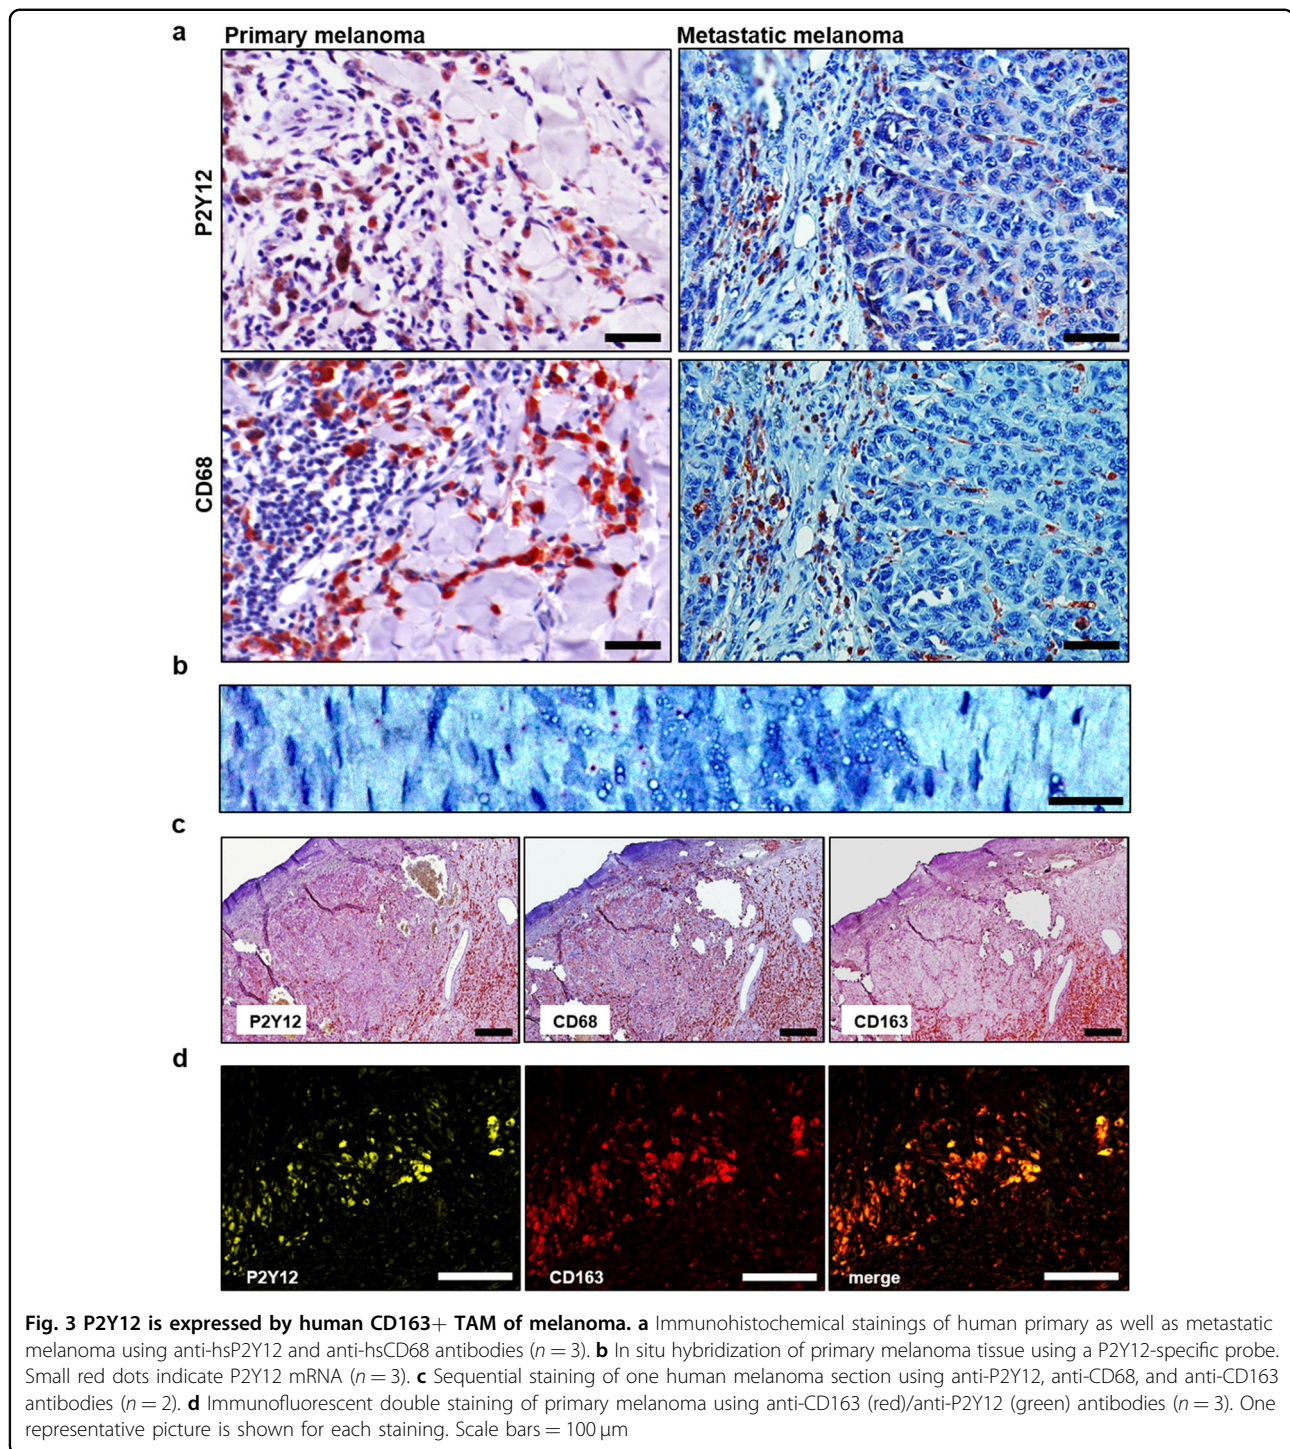 a
Primary melanoma
Metastatic melanoma
P2Y12
CD68
b
c
P2Y12
CD68
CD163
d
P2Y12
CD163
merge
Fig. 3 P2Y12 is expressed by human CD163+ TAM of melanoma. a Immunohistochemical stainings of human primary as well as metastatic
melanoma using anti-hsP2Y12 and anti-hsCD68 antibodies (n = 3). b In situ hybridization of primary melanoma tissue using a P2Y12-specific probe.
Small red dots indicate P2Y12 mRNA (n = 3). c Sequential staining of one human melanoma section using anti-P2Y12, anti-CD68, and anti-CD163
antibodies (n = 2). d Immunofluorescent double staining of primary melanoma using anti-CD163 (red)/anti-P2Y12 (green) antibodies (n = 3). One
representative picture is shown for each staining. Scale bars = 100 µm